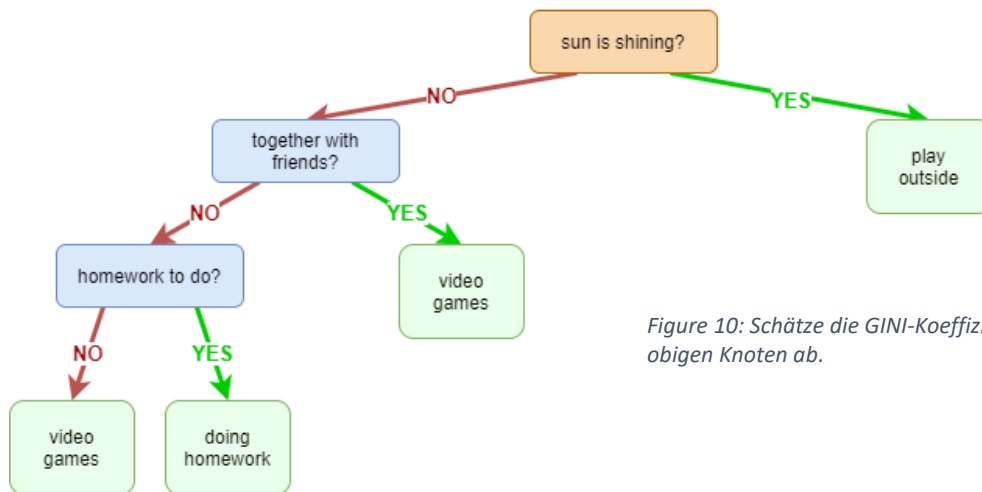 sun is shining?
NO
YES
together with
friends?
play
outside
NO
YES
homework to do?
video
games
NO
YES
Figure 10: Schätze die GINI-Koeffizi
obigen Knoten ab.
video
games
doing
homework